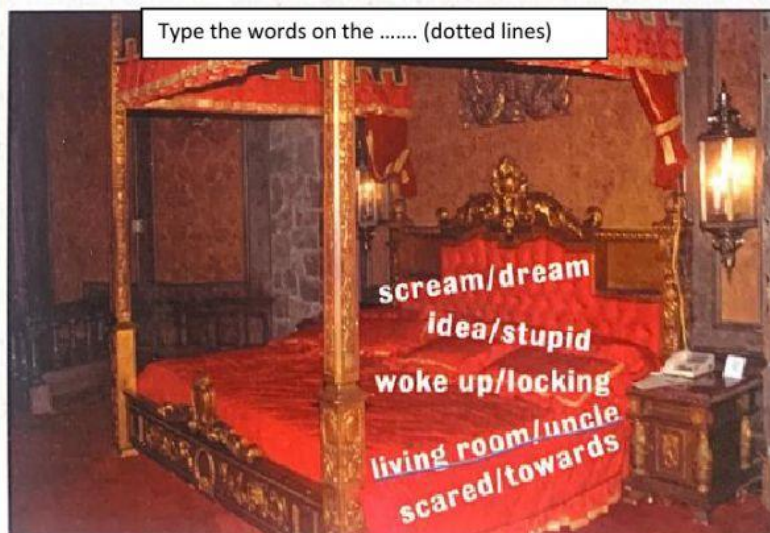 Type the words on the ....... (dotted lines)
scream/dream
idea/stupid
woke up/locking
living room/uncle
scared/towards